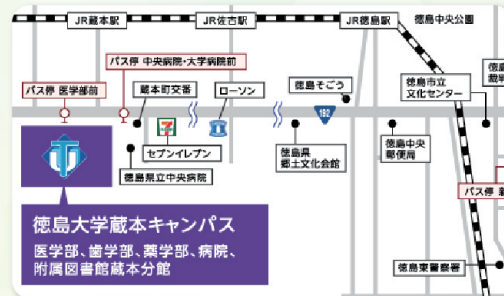 JR蔵本駅
JR佐古駅
JR徳島駅
徳島中央公園
バス停 中央病院・大学病院前
バス停 医学部前
蔵本町交番
ローソン
徳島そごう
徳島市立
文化センター
徳島
裁判
192
セブンイレブン
徳島県立中央病院
徳島県
郷土文化会館
徳島中央
郵便局
バス停
徳島大学蔵本キャンパス
医学部、歯学部、薬学部、病院、
附属図書館蔵本分館
徳島東警察署